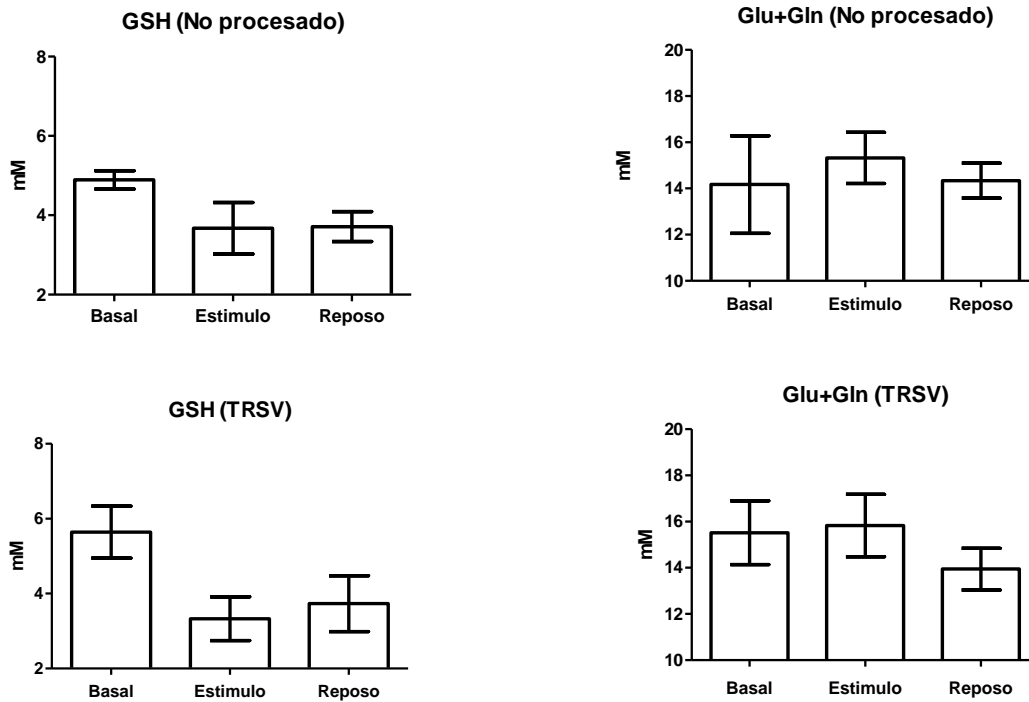 GSH (No procesado)
8
6
4
2
mM
Basal Estimulo Reposo
Glu+Gln (No procesado)
20
18
16
14
12
10
mM
Basal Estimulo Reposo
GSH (TRSV)
8
6
4
2
mM
Basal Estimulo Reposo
Glu+Gln (TRSV)
20
18
16
14
12
10
mM
Basal Estimulo Reposo